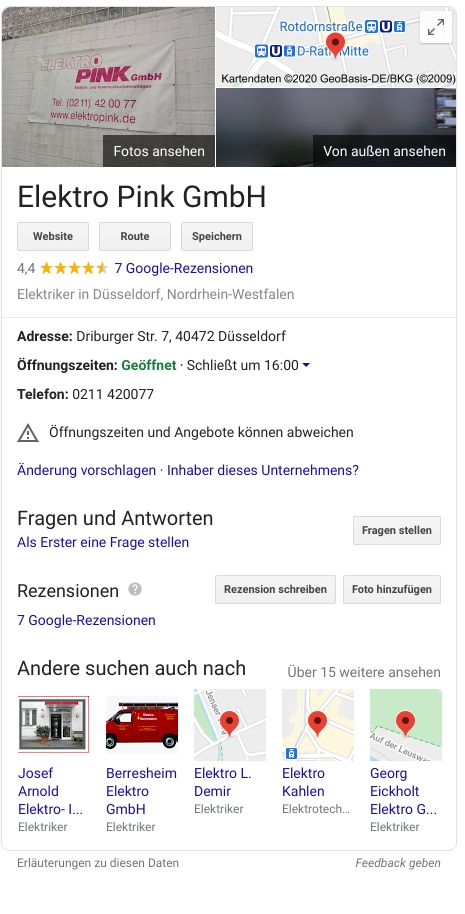 ELEKTRO
PINK GmbH
Elektro- und Kommunikationsanlagen
Tel. (0211) 42 00 77
www.elektropink.de
Fotos ansehen
Rotdornstraße
D-Rath Mitte
Kartendaten ©2020 GeoBasis-DE/BKG (©2009)
Von außen ansehen
Elektro Pink GmbH
Website Route Speichern
4,4 7 Google-Rezensionen
Elektriker in Düsseldorf, Nordrhein-Westfalen
Adresse: Driburger Str. 7, 40472 Düsseldorf
Öffnungszeiten: Geöffnet · Schließt um 16:00
Telefon: 0211 420077
Öffnungszeiten und Angebote können abweichen
Änderung vorschlagen · Inhaber dieses Unternehmens?
Fragen und Antworten
Fragen stellen
Als Erster eine Frage stellen
Rezensionen ? Rezension schreiben Foto hinzufügen
7 Google-Rezensionen
Andere suchen auch nach Über 15 weitere ansehen
Jenaer
Auf der Lauswar
Josef
Arnold
Elektro- I...
Elektriker
Berresheim
Elektro
GmbH
Elektriker
Elektro L.
Demir
Elektriker
Elektro
Kahlen
Elektrotech...
Georg
Eickholt
Elektro G...
Elektriker
Erläuterungen zu diesen Daten Feedback geben